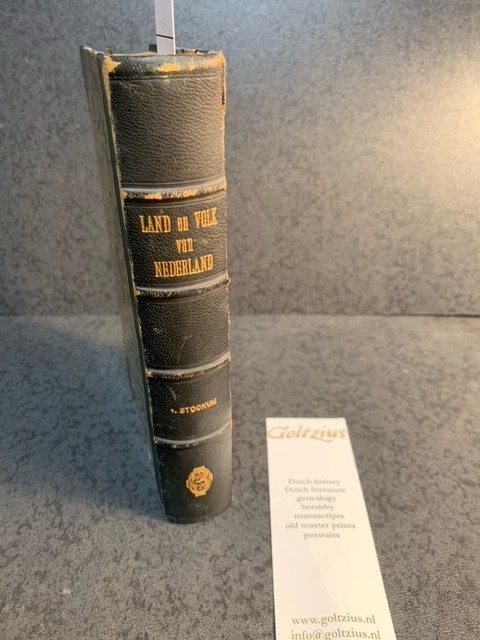 LAND en VOLK
van
NEDERLAND
v. STOCKUM
Goltzius
Dutch history
Dutch literature
genealogy
heraldry
manuscripts
old master prints
portraits
www.goltzius.nl
info@goltzius.nl